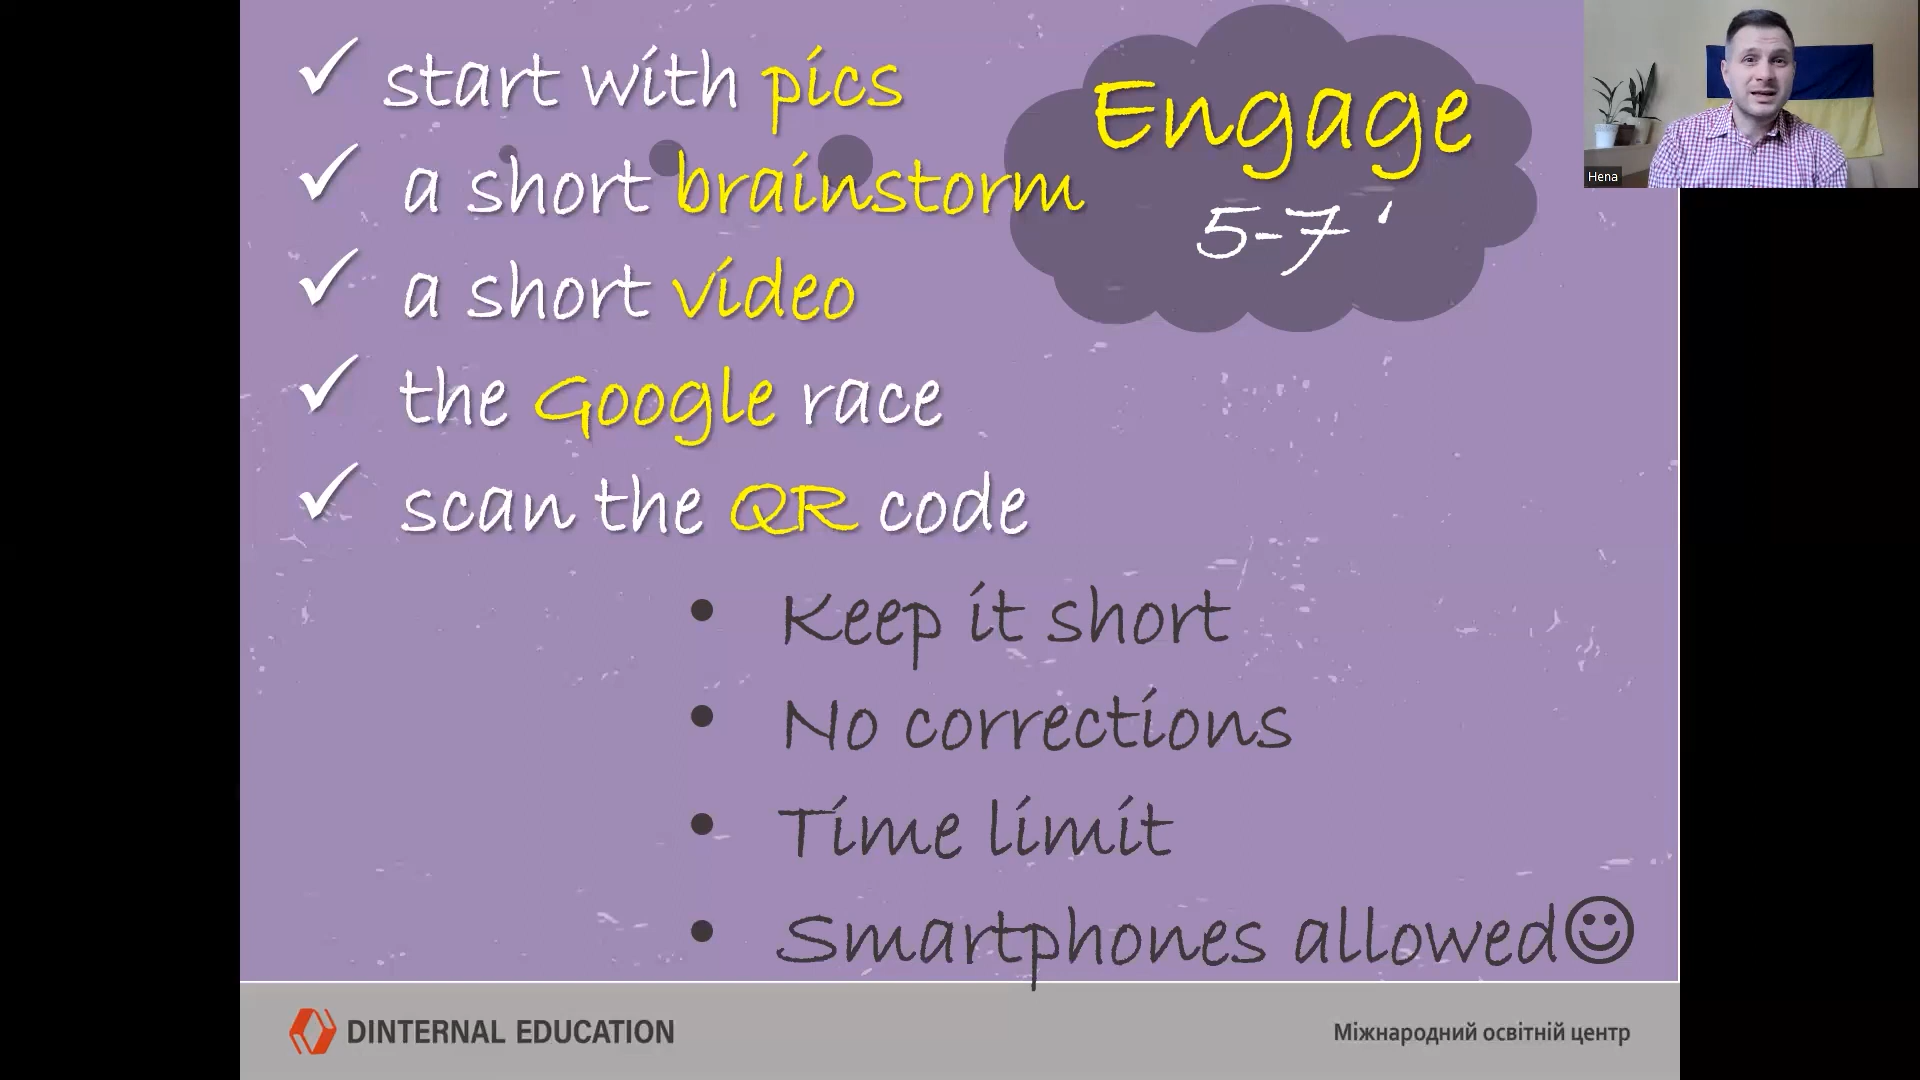 ✓ start with pics
✓ a short brainstorm
✓ a short video
✓ the Google race
✓ scan the QR code
Engage
5-7 '
Hena
• Keep it short
• No corrections
• Time limit
• Smartphones allowed☺
DINTERNAL EDUCATION
Міжнародний освітній центр